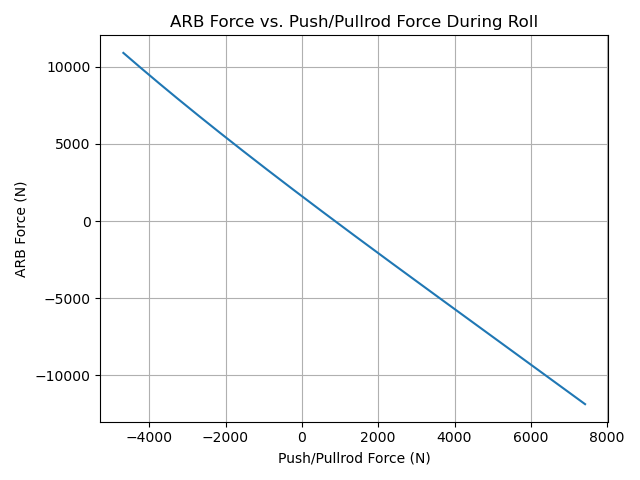 ARB Force vs. Push/Pullrod Force During Roll
10000
5000
0
−5000
−10000
ARB Force (N)
−4000 −2000 0 2000 4000 6000 8000
Push/Pullrod Force (N)